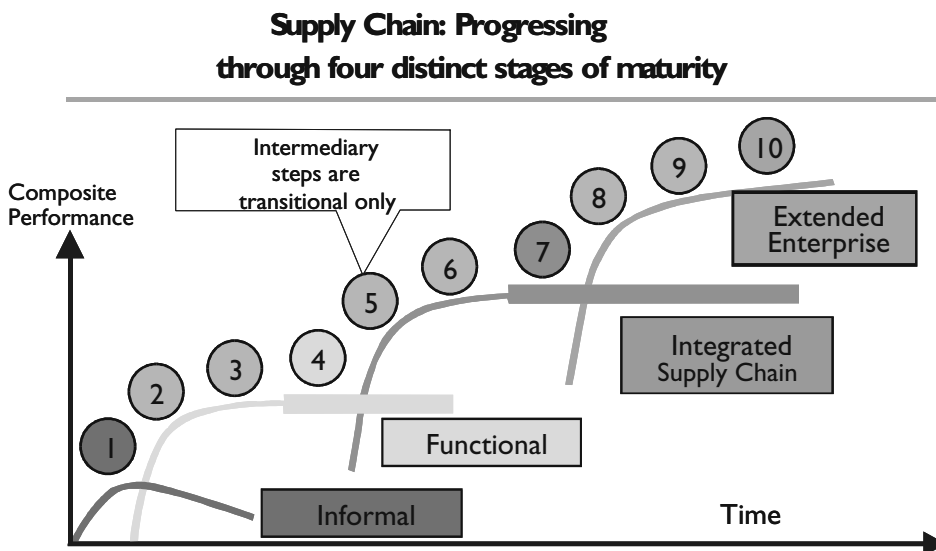 Supply Chain: Progressing
through four distinct stages of maturity
Intermediary
steps are
transitional only
Composite
Performance
10
9
8
Extended
Enterprise
7
6
5
Integrated
Supply Chain
4
3
2
Functional
1
Informal
Time